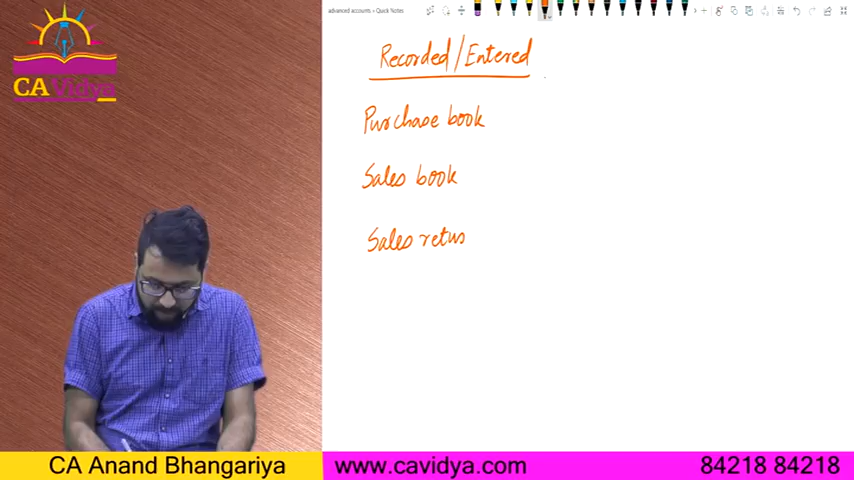 advanced accounts » Quick Notes
CA Vidya
Recorded/Entered
Purchase book
Sales book
Sales retur
CA Anand Bhangariya
www.cavidya.com
84218 84218